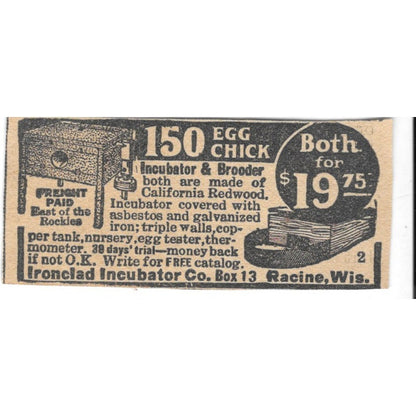 150 EGG CHICK
Incubator & Brooder
both are made of
California Redwood.
Incubator covered with
asbestos and galvanized
iron; triple walls, cop-
per tank, nursery, egg tester, ther-
mometer. 30 days' trial—money back
if not O.K. Write for FREE catalog.
FREIGHT
PAID
East of the
Rockies
Both
for
$19.75
2
Ironclad Incubator Co. Box 13 Racine, Wis.